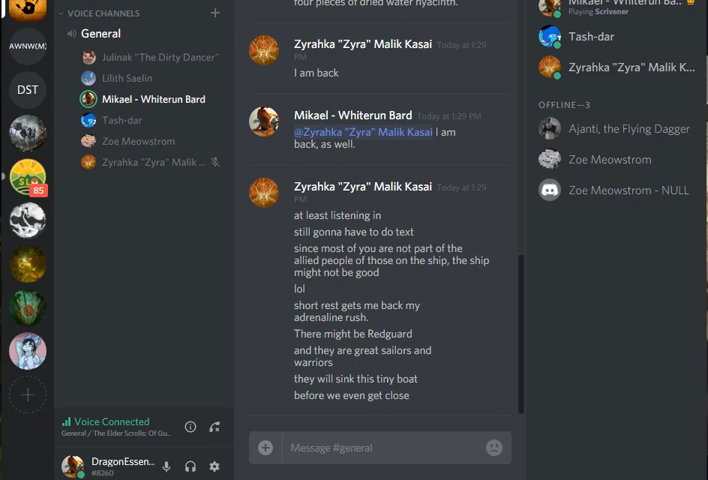 four pieces of dried water hyacinth.
VOICE CHANNELS
General
Julinak "The Dirty Dancer"
Lilith Saelin
Mikael - Whiterun Bard
Tash-dar
Zoe Meowstrom
Zyrahka "Zyra" Malik ...
AWNW(M)
DST
85
Voice Connected
General / The Elder Scrolls: Of Gu...
DragonEssen...
#8260
Zyrahka "Zyra" Malik Kasai Today at 1:29
PM
I am back
Mikael - Whiterun Bard Today at 1:29 PM
@Zyrahka "Zyra" Malik Kasai I am
back, as well.
Zyrahka "Zyra" Malik Kasai Today at 1:29
PM
at least listening in
still gonna have to do text
since most of you are not part of the
allied people of those on the ship, the ship
might not be good
lol
short rest gets me back my
adrenaline rush.
There might be Redguard
and they are great sailors and
warriors
they will sink this tiny boat
before we even get close
Message #general
Mikael - Whiterun Ba...
Playing Scrivener
Tash-dar
Zyrahka "Zyra" Malik K...
OFFLINE—3
Ajanti, the Flying Dagger
Zoe Meowstrom
Zoe Meowstrom - NULL